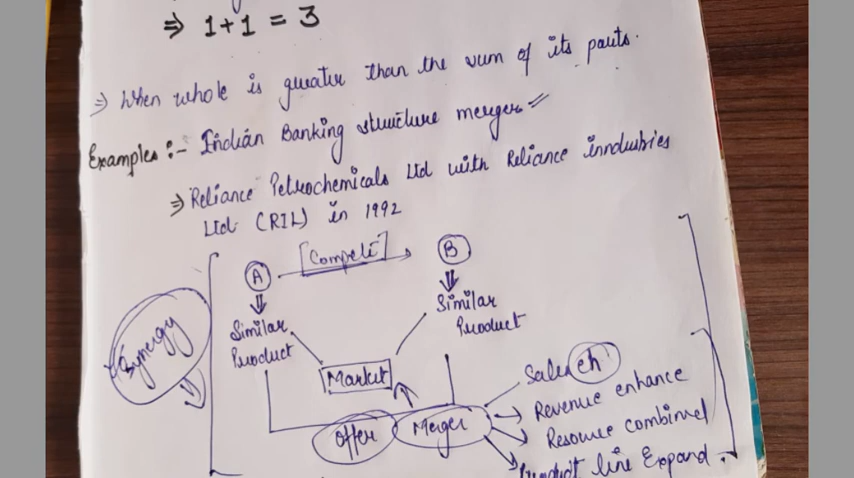 ⇒ 1+1 = 3
⇒ When whole is greater than the sum of its parts.
Examples :- Indian Banking structure merger
⇒ Reliance Petrochemicals Ltd with Reliance inndustries
Ltd. (RIL) in 1992
[Compete]
A
B
Similar
Product
Similar
Product
Synergy
Market
Sales
Revenue enhance
Offer
Merger
Resource combined
Product line Expand.